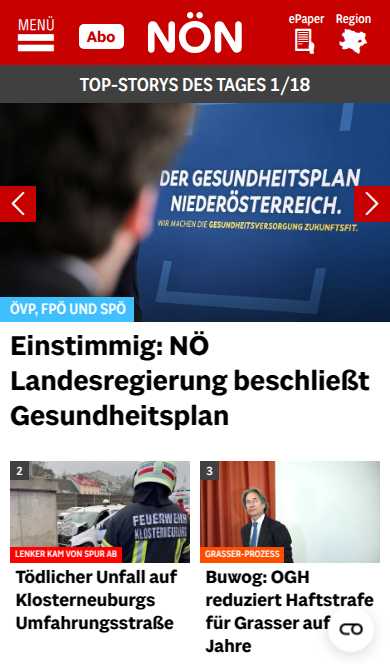 MENÜ
Abo
NÖN
ePaper
Region
TOP-STORYS DES TAGES 1/18
DER GESUNDHEITSPLAN
NIEDERÖSTERREICH.
WIR MACHEN DIE GESUNDHEITSVERSORGUNG ZUKUNFTSFIT.
ÖVP, FPÖ UND SPÖ
Einstimmig: NÖ
Landesregierung beschließt
Gesundheitsplan
2
FEUERWEHR
KLOSTERNEUBURG
LENKER KAM VON SPUR AB
Tödlicher Unfall auf
Klosterneuburgs
Umfahrungsstraße
3
GRASSER-PROZESS
Buwog: OGH
reduziert Haftstrafe
für Grasser auf
Jahre